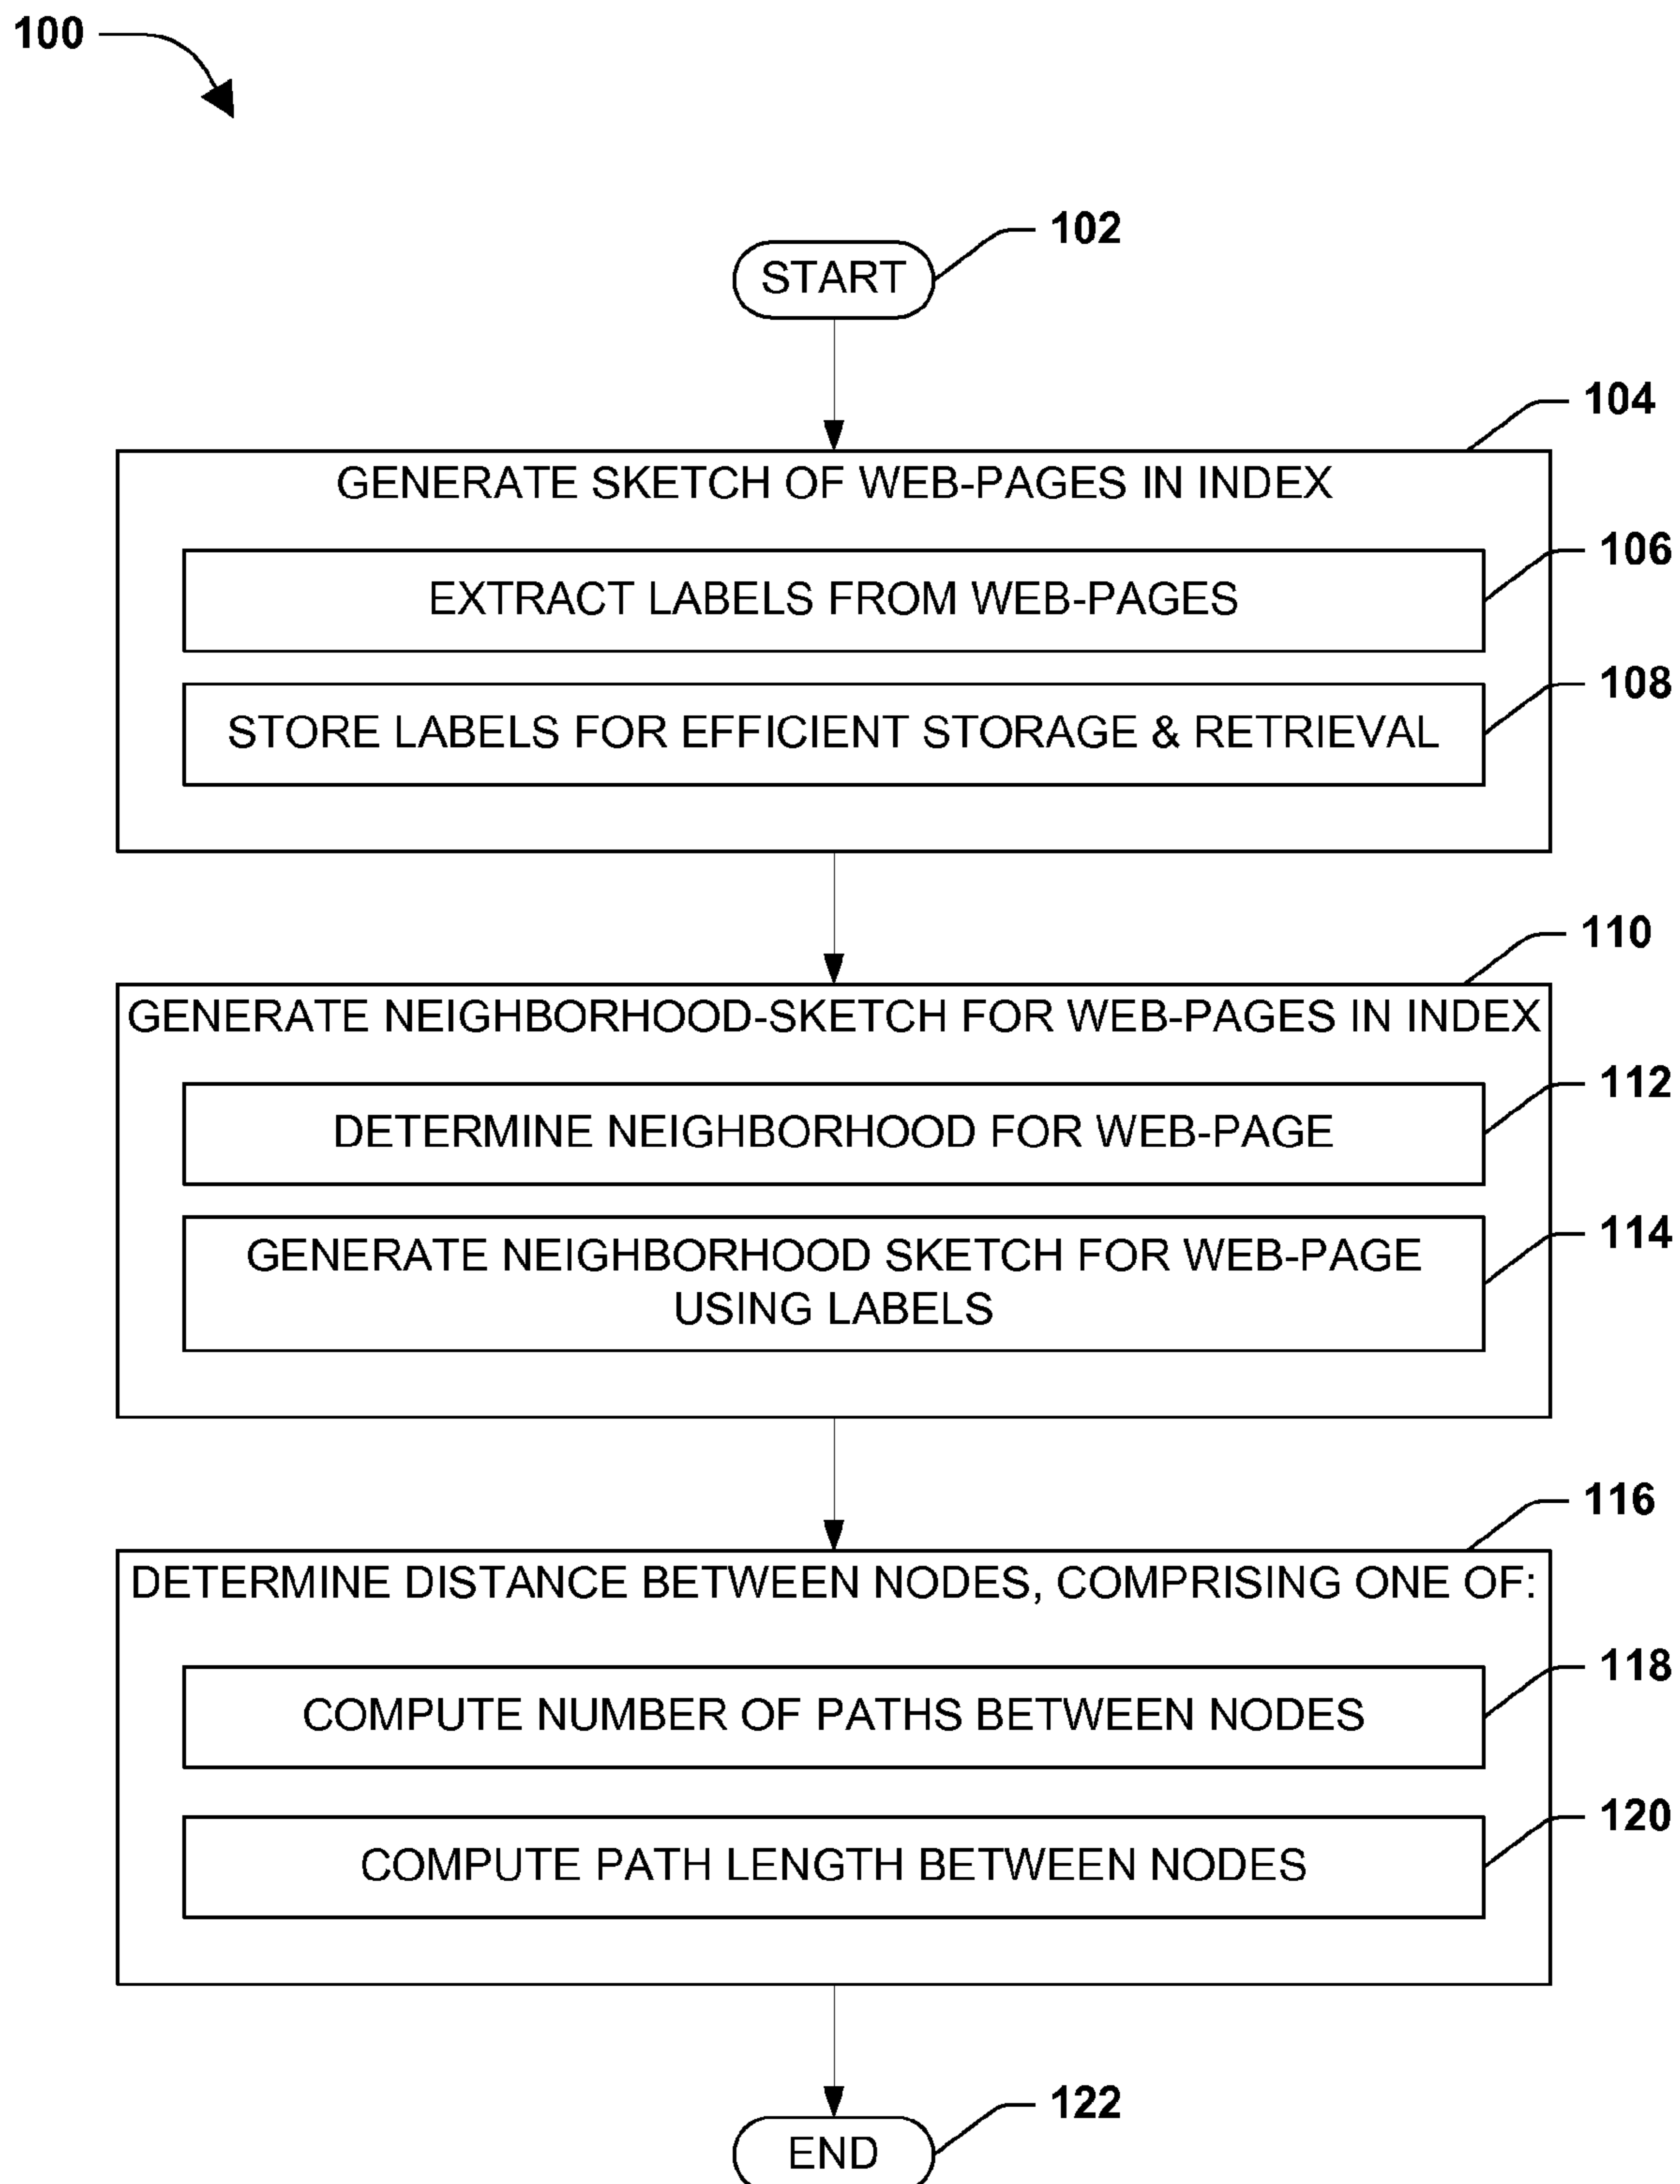 100
START
102
104
GENERATE SKETCH OF WEB-PAGES IN INDEX
106
EXTRACT LABELS FROM WEB-PAGES
108
STORE LABELS FOR EFFICIENT STORAGE & RETRIEVAL
110
GENERATE NEIGHBORHOOD-SKETCH FOR WEB-PAGES IN INDEX
112
DETERMINE NEIGHBORHOOD FOR WEB-PAGE
114
GENERATE NEIGHBORHOOD SKETCH FOR WEB-PAGE
USING LABELS
116
DETERMINE DISTANCE BETWEEN NODES, COMPRISING ONE OF:
118
COMPUTE NUMBER OF PATHS BETWEEN NODES
120
COMPUTE PATH LENGTH BETWEEN NODES
122
END